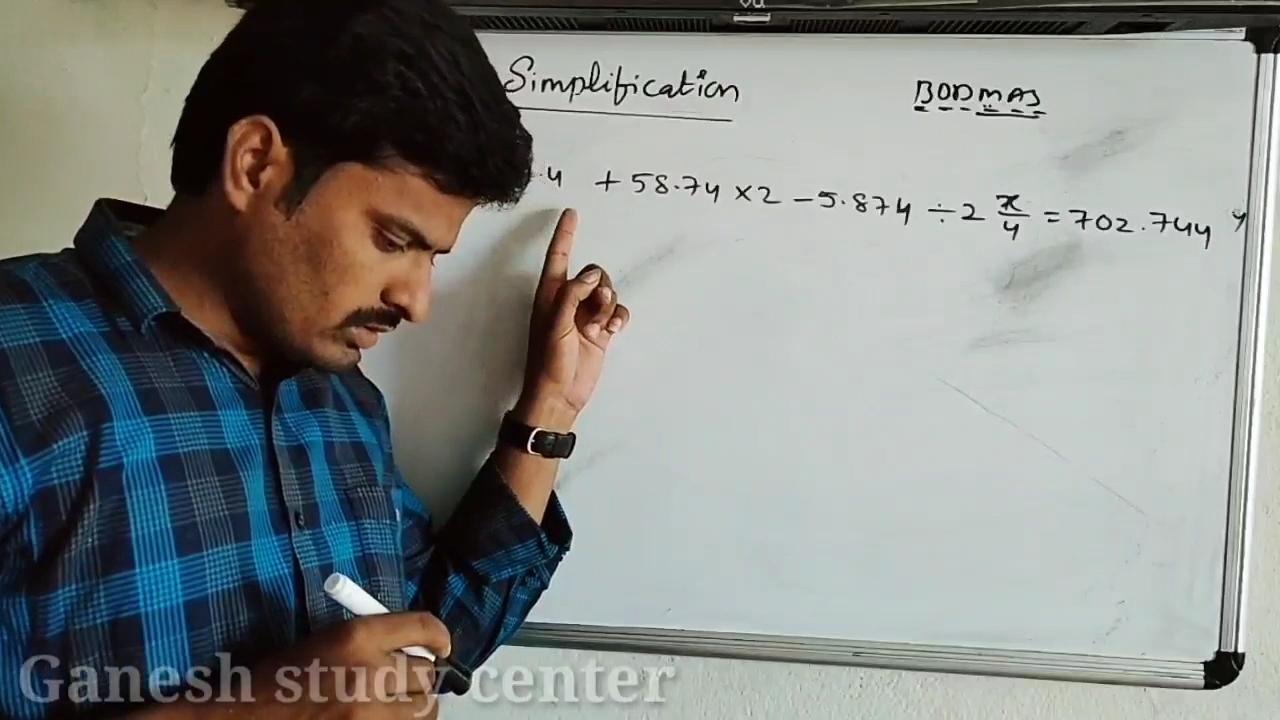 Simplification
BODMAS
.4 + 58.74 × 2 - 5.874 ÷ 2 x/4 = 702.744
Ganesh study center